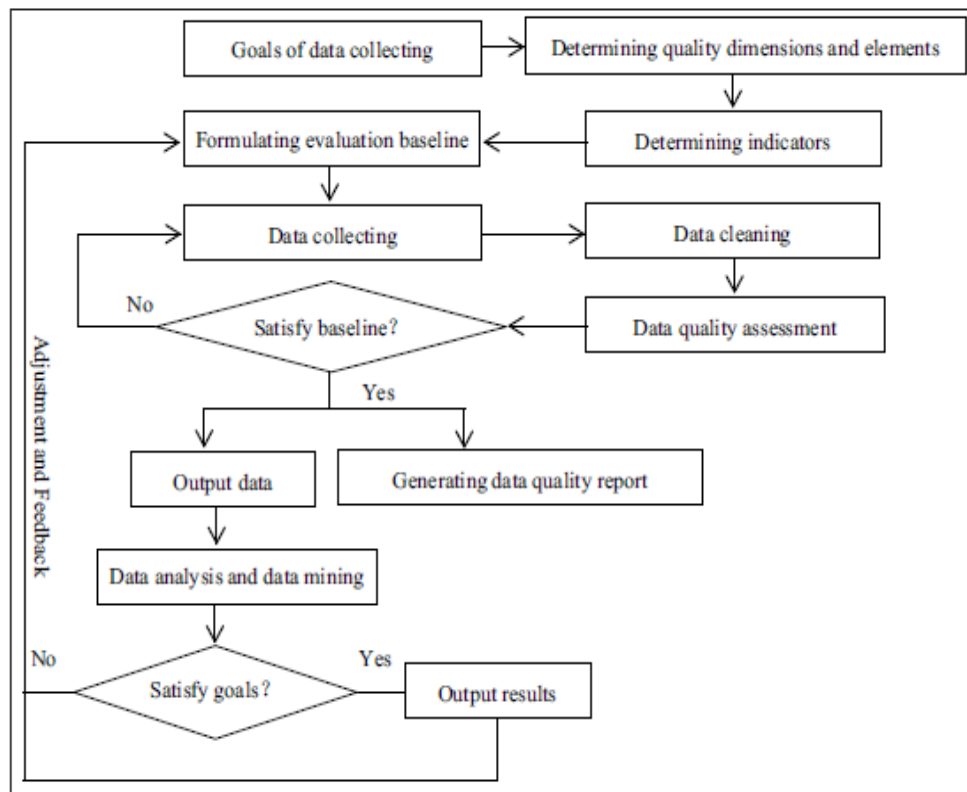 Goals of data collecting
Determining quality dimensions and elements
Formulating evaluation baseline
Determining indicators
Data collecting
Data cleaning
No
Satisfy baseline?
Data quality assessment
Yes
Adjustment and Feedback
Output data
Generating data quality report
Data analysis and data mining
No
Yes
Satisfy goals?
Output results